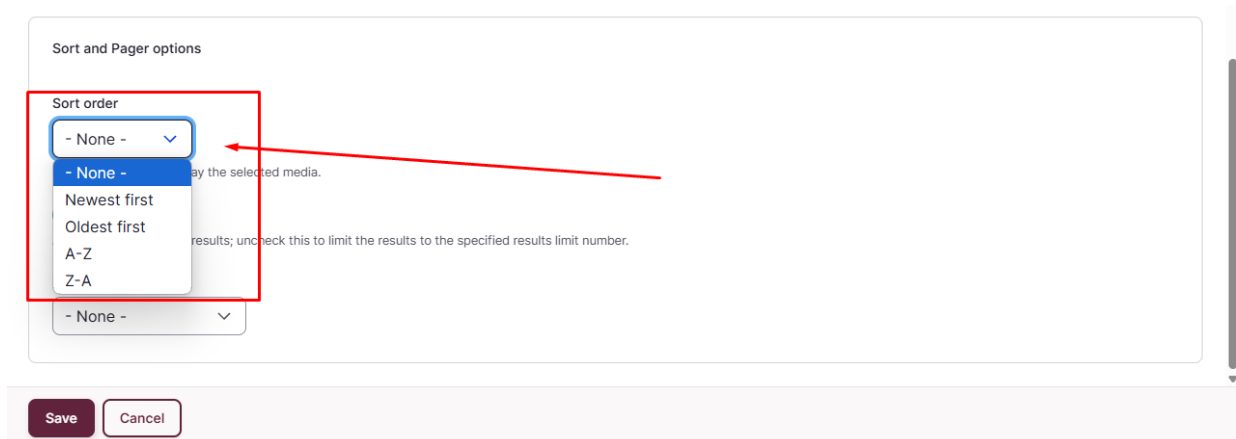 Sort and Pager options
Sort order
- None -
- None -
ay the selected media.
Newest first
Oldest first
results; uncheck this to limit the results to the specified results limit number.
A-Z
Z-A
- None -
Save
Cancel